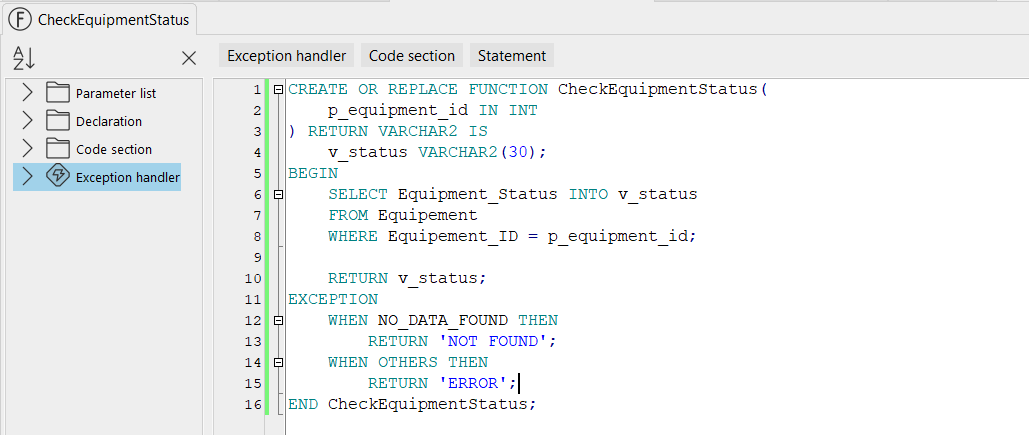 CheckEquipmentStatus
Exception handler Code section Statement
Parameter list
Declaration
Code section
Exception handler
1 CREATE OR REPLACE FUNCTION CheckEquipmentStatus(
2 p_equipment_id IN INT
3 ) RETURN VARCHAR2 IS
4 v_status VARCHAR2(30);
5 BEGIN
6 SELECT Equipment_Status INTO v_status
7 FROM Equipement
8 WHERE Equipement_ID = p_equipment_id;
9
10 RETURN v_status;
11 EXCEPTION
12 WHEN NO_DATA_FOUND THEN
13 RETURN 'NOT FOUND';
14 WHEN OTHERS THEN
15 RETURN 'ERROR';
16 END CheckEquipmentStatus;